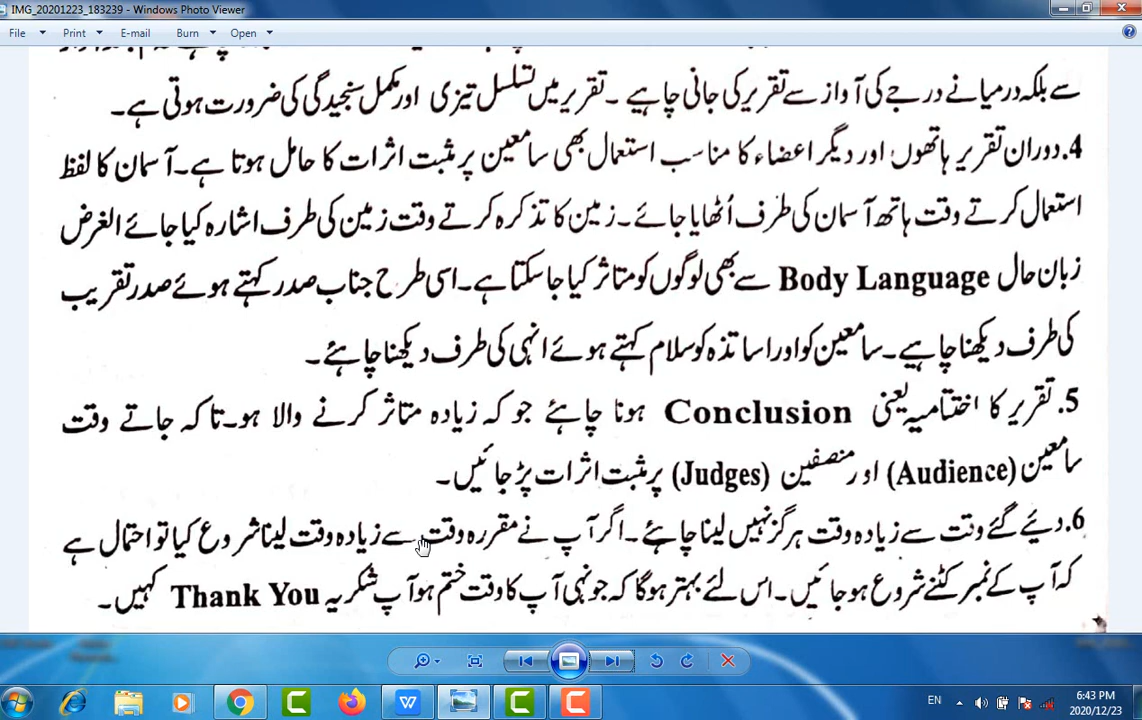 IMG_20201223_183239 - Windows Photo Viewer
File Print E-mail Burn Open
سے بلکہ درمیانے درجے کی آواز سے تقریر کی جانی چاہیے ۔ تقریر میں تسلسل تیزی اور مکمل سنجیدگی کی ضرورت ہوتی ہے۔
4. دوران تقریر ہاتھوں اور دیگر اعضاء کا مناسب استعمال بھی سامعین پر مثبت اثرات کا حامل ہوتا ہے۔ آسمان کا لفظ
استعمال کرتے وقت ہاتھ آسمان کی طرف اُٹھایا جائے۔ زمین کا تذکرہ کرتے وقت زمین کی طرف اشارہ کیا جائے الغرض
زبان حال Body Language سے بھی لوگوں کو متاثر کیا جا سکتا ہے۔ اسی طرح جناب صدر کہتے ہوئے صدر تقریب
کی طرف دیکھنا چاہیے۔ سامعین کو اور اساتذہ کو سلام کہتے ہوئے انہی کی طرف دیکھنا چاہئے۔
5. تقریر کا اختتامیہ یعنی Conclusion ہونا چاہئے جو کہ زیادہ متاثر کرنے والا ہو۔ تا کہ جاتے وقت
سامعین (Audience) اور منصفین (Judges) پر مثبت اثرات پڑ جائیں۔
6. دیئے گئے وقت سے زیادہ وقت ہرگز نہیں لینا چاہئے۔ اگر آپ نے مقررہ وقت سے زیادہ وقت لینا شروع کیا تو احتمال ہے
کہ آپ کے نمبر کٹنے شروع ہو جائیں۔ اس لئے بہتر ہوگا کہ جونہی آپ کا وقت ختم ہو آپ شکریہ Thank You کہیں۔
EN 6:43 PM
2020/12/23